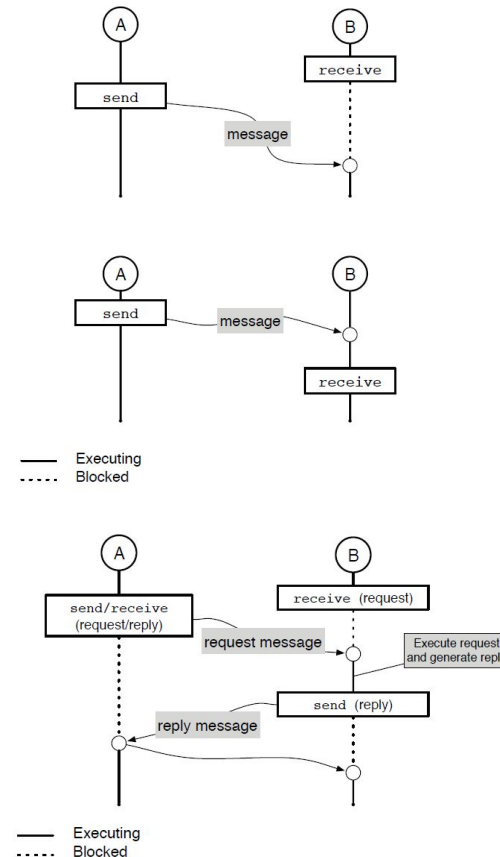 A
B
receive
send
message
A
B
send
message
receive
Executing
Blocked
A
B
send/receive
(request/reply)
receive (request)
request message
Execute request
and generate repl
send (reply)
reply message
Executing
Blocked